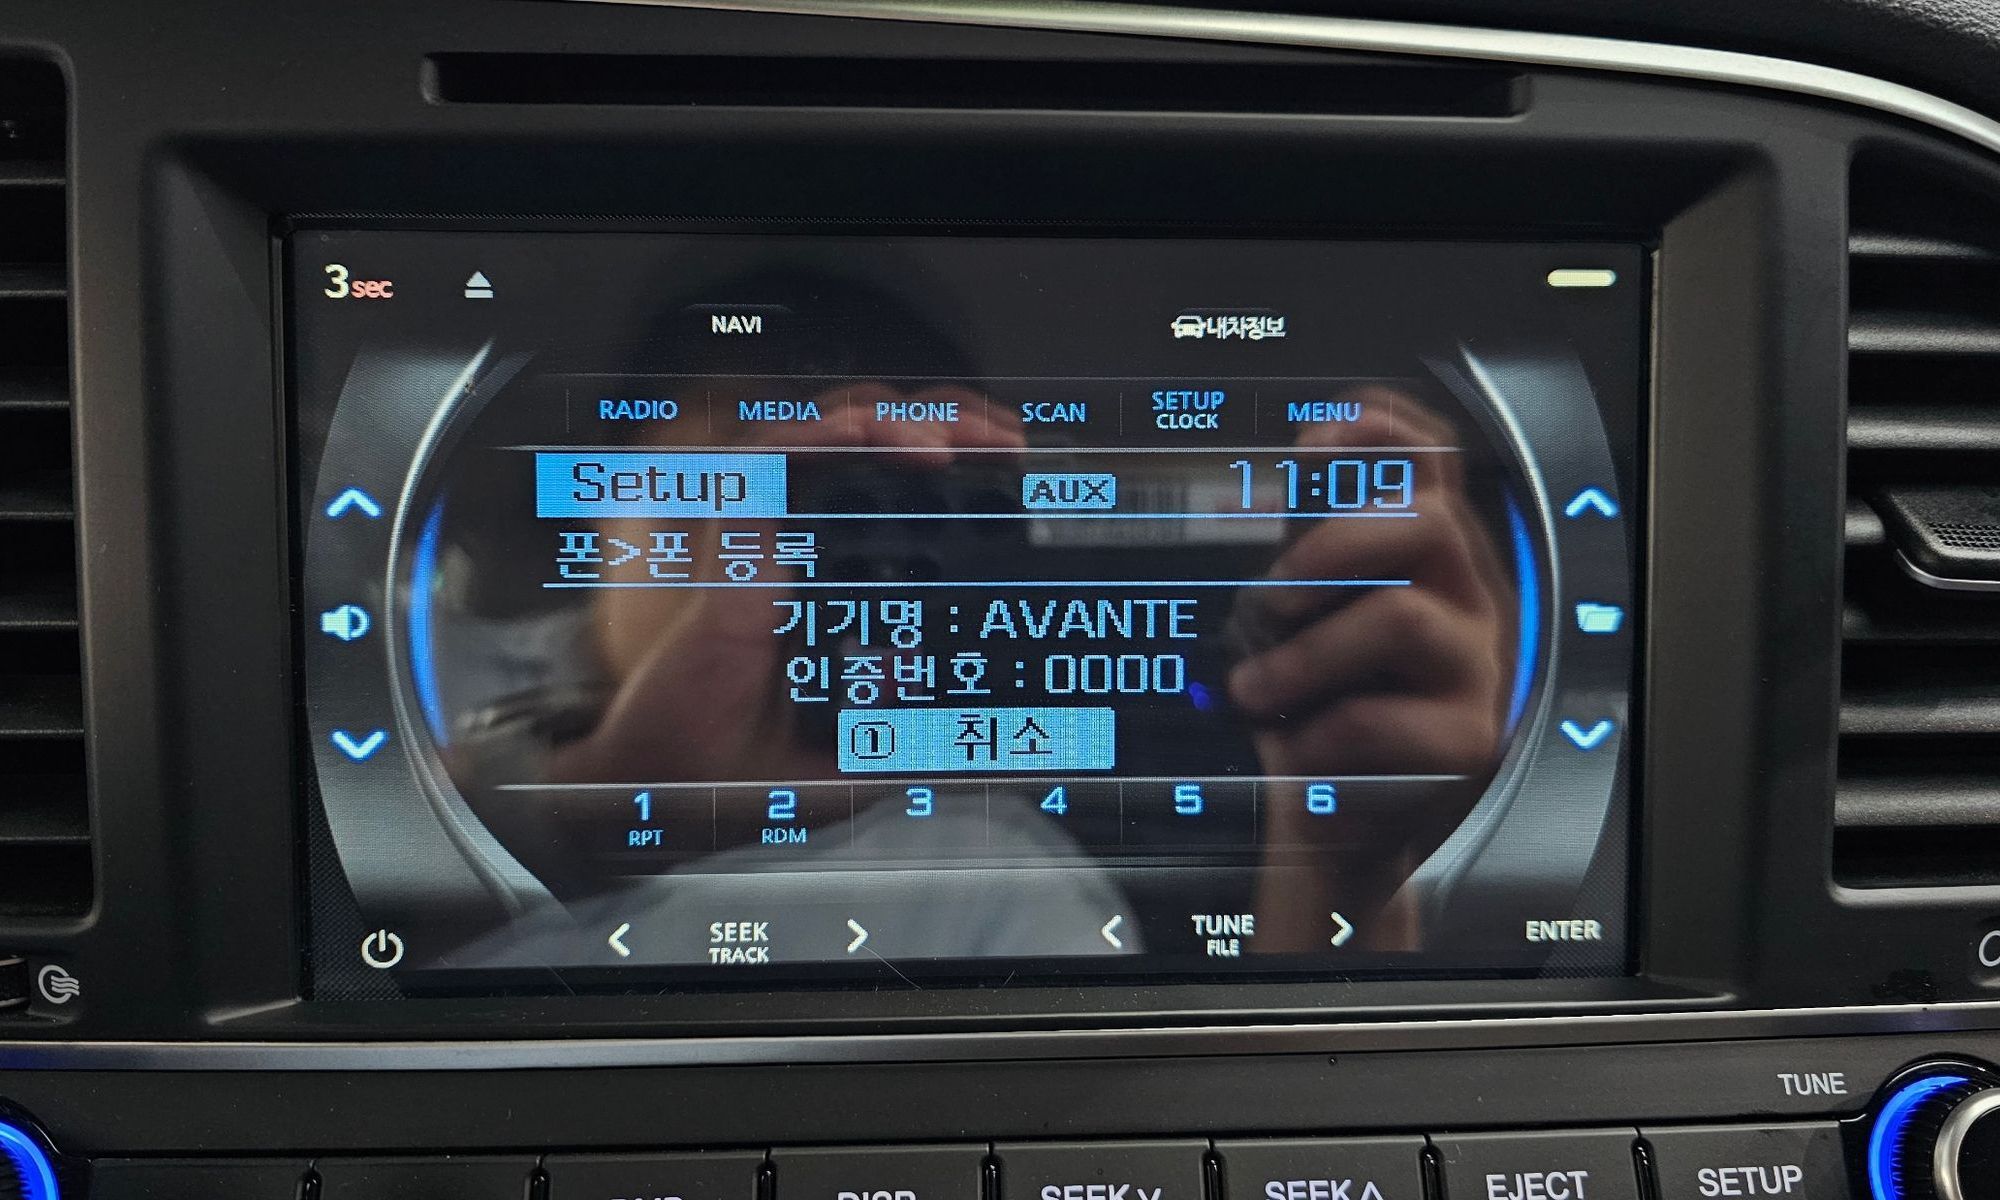 3sec
NAVI
내차정보
RADIO MEDIA PHONE SCAN SETUP CLOCK MENU
Setup AUX 11:09
폰>폰 등록
기기명 : AVANTE
인증번호 : 0000
① 취소
1 2 3 4 5 6
RPT RDM
SEEK TRACK TUNE FILE ENTER
TUNE
SEEK∨ SEEK∧ EJECT SETUP